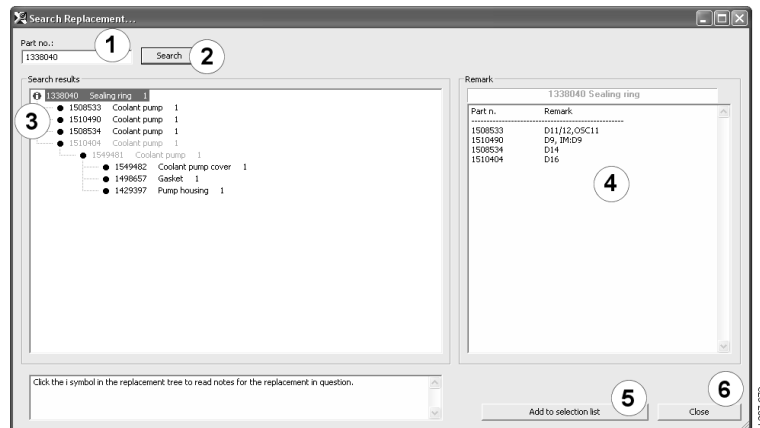 Search Replacement...
Part no.:
1338040
1
Search
2
Search results
1338040 Sealing ring 1
1508533 Coolant pump 1
3
1510490 Coolant pump 1
1508534 Coolant pump 1
1510404 Coolant pump 1
1549481 Coolant pump 1
1549482 Coolant pump cover 1
1498657 Gasket 1
1429397 Pump housing 1
Remark
1338040 Sealing ring
Part n. Remark
--------------------------------------------------
1508533 D11/12,OSC11
1510490 D9, IM:D9
1508534 D14
1510404 D16
4
Click the i symbol in the replacement tree to read notes for the replacement in question.
Add to selection list
5
Close
6